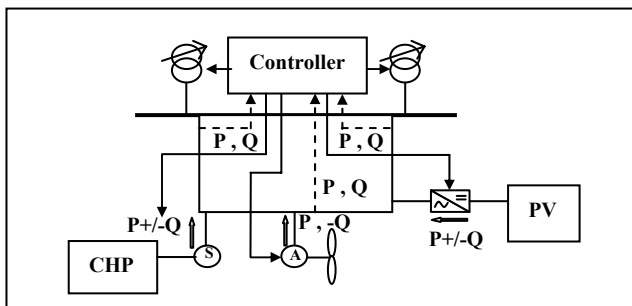 Controller
P , Q
P , Q
P , Q
P+/-Q
P , -Q
S
A
P+/-Q
CHP
PV